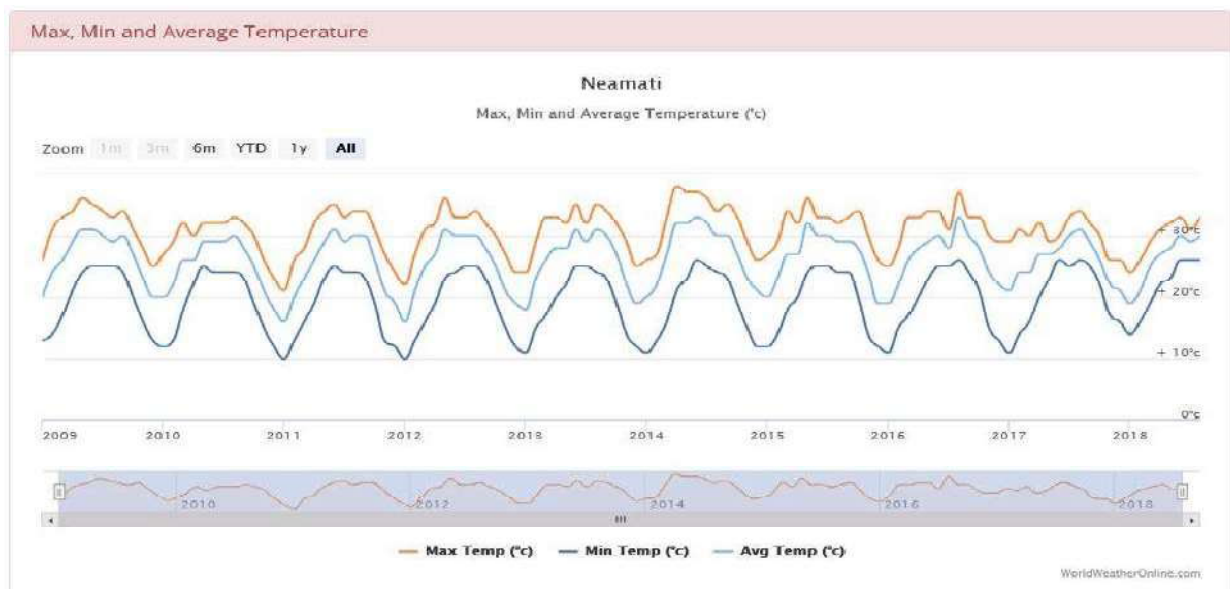 Max, Min and Average Temperature
Neamati
Max, Min and Average Temperature (°c)
Zoom 1m 3m 6m YTD 1y All
+ 30°c
+ 20°c
+ 10°c
0°c
2009 2010 2011 2012 2013 2014 2015 2016 2017 2018
2010 2012 2014 2016 2018
Max Temp (°c) Min Temp (°c) Avg Temp (°c)
WorldWeatherOnline.com